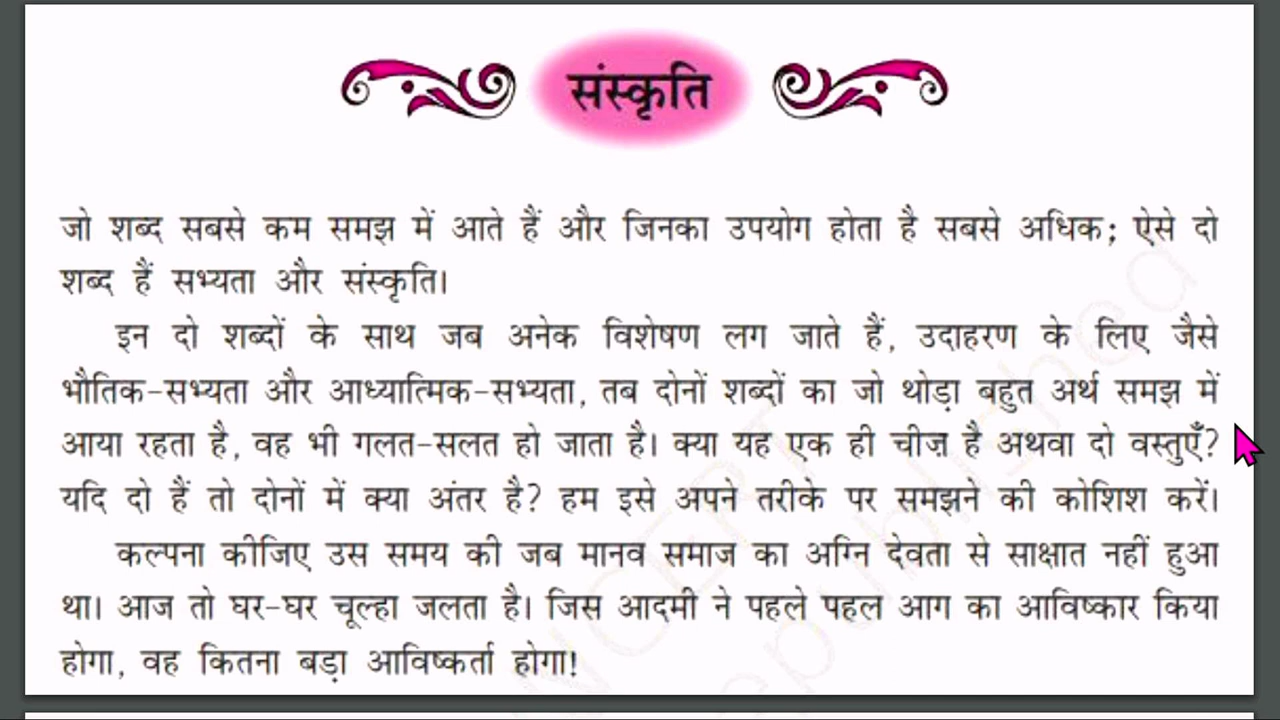 संस्कृति
जो शब्द सबसे कम समझ में आते हैं और जिनका उपयोग होता है सबसे अधिक; ऐसे दो
शब्द हैं सभ्यता और संस्कृति।
इन दो शब्दों के साथ जब अनेक विशेषण लग जाते हैं, उदाहरण के लिए जैसे
भौतिक-सभ्यता और आध्यात्मिक-सभ्यता, तब दोनों शब्दों का जो थोड़ा बहुत अर्थ समझ में
आया रहता है, वह भी गलत-सलत हो जाता है। क्या यह एक ही चीज़ है अथवा दो वस्तुएँ?
यदि दो हैं तो दोनों में क्या अंतर है? हम इसे अपने तरीके पर समझने की कोशिश करें।
कल्पना कीजिए उस समय की जब मानव समाज का अग्नि देवता से साक्षात नहीं हुआ
था। आज तो घर-घर चूल्हा जलता है। जिस आदमी ने पहले पहल आग का आविष्कार किया
होगा, वह कितना बड़ा आविष्कर्ता होगा!